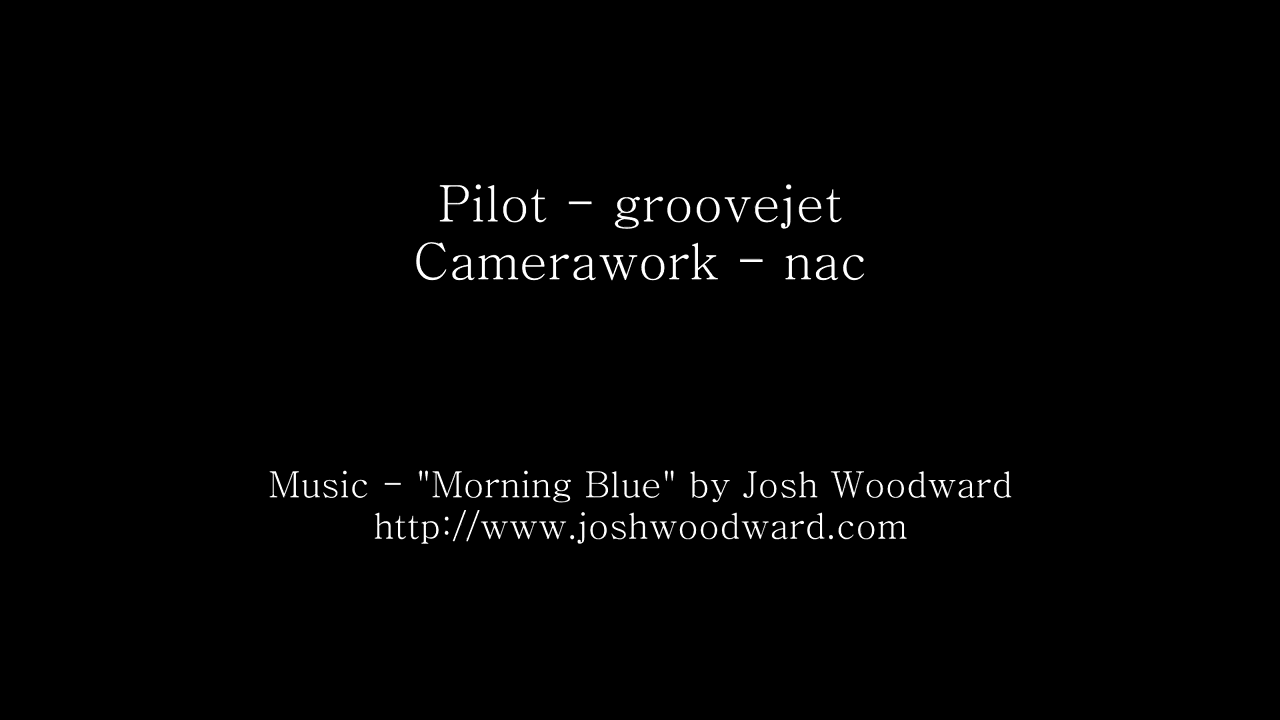 Pilot - groovejet
Camerawork - nac
Music - "Morning Blue" by Josh Woodward
http://www.joshwoodward.com